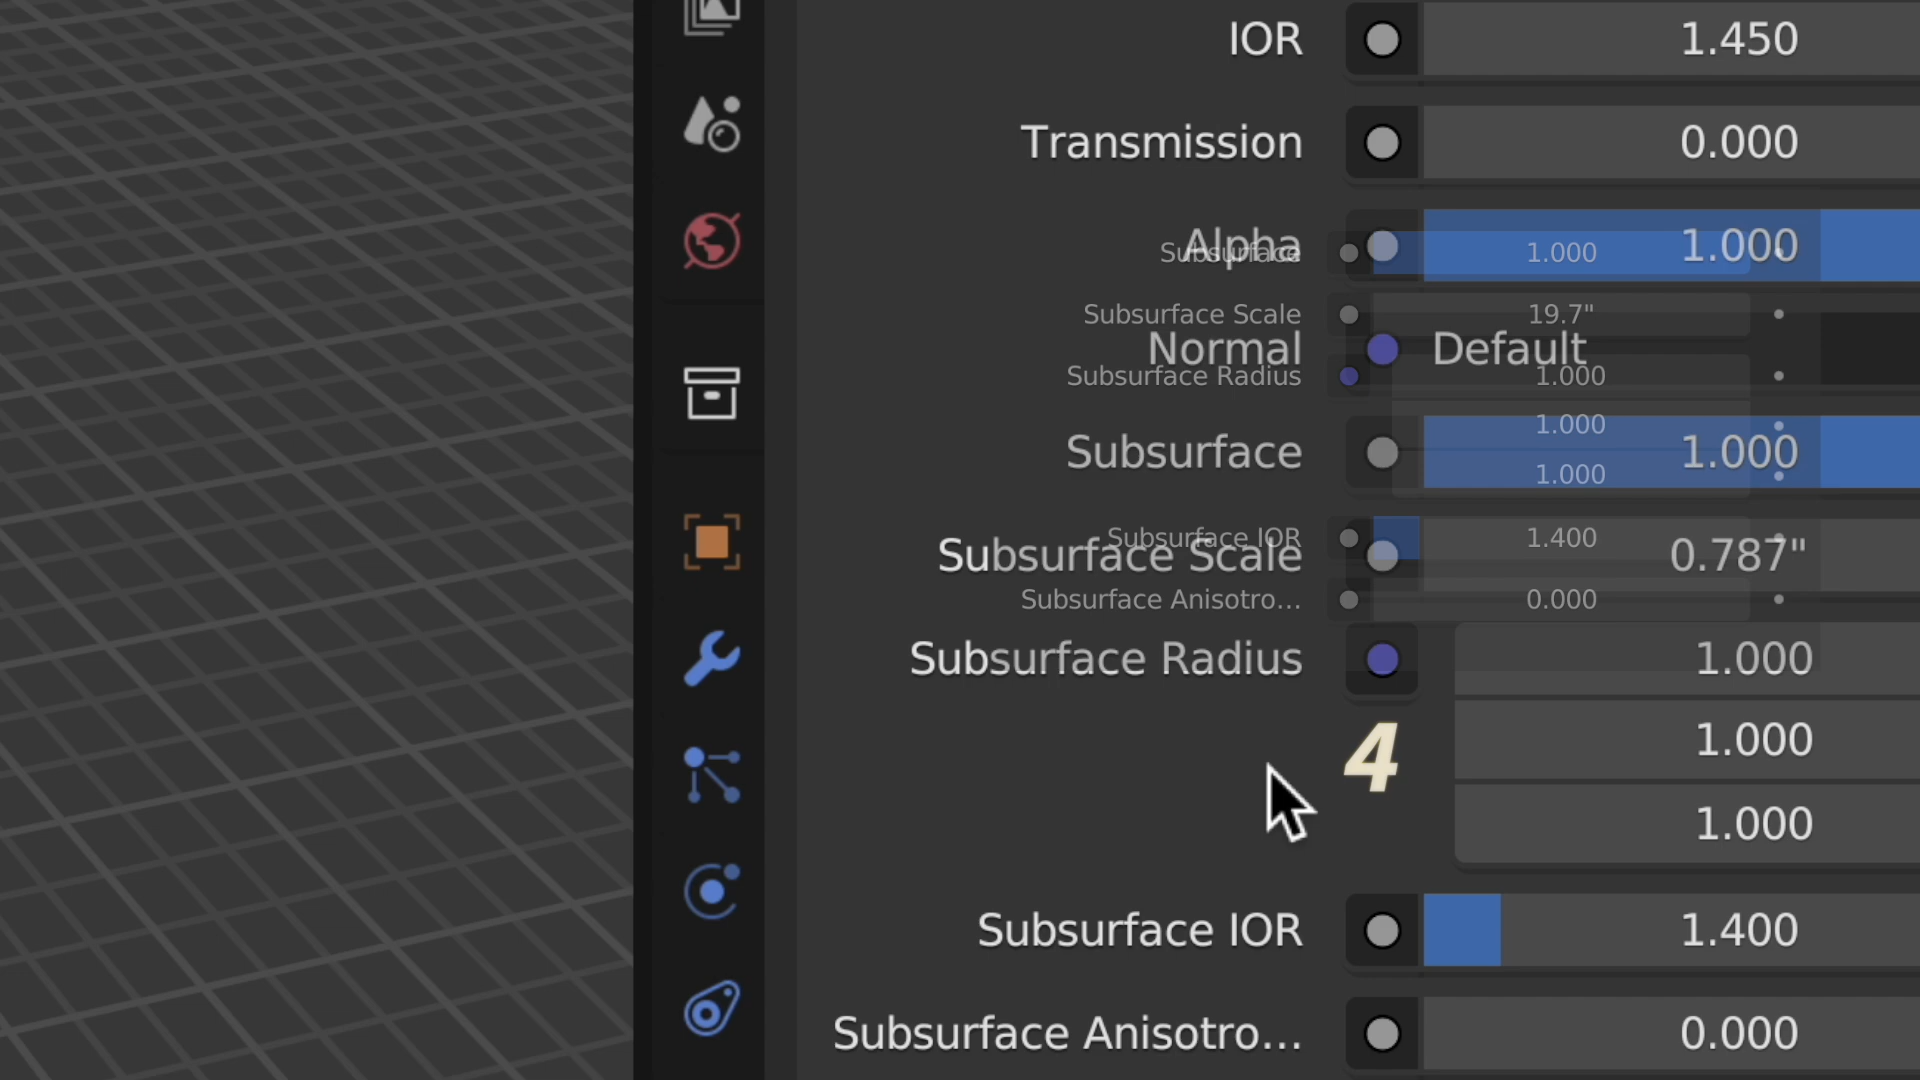 IOR 1.450
Transmission 0.000
Alpha 1.000
Subsurface 1.000
Subsurface Scale 19.7"
Normal Default
Subsurface Radius 1.000
1.000
Subsurface 1.000
1.000
Subsurface IOR 1.400
Subsurface Scale 0.787"
Subsurface Anisotro... 0.000
Subsurface Radius 1.000
1.000
4
1.000
Subsurface IOR 1.400
Subsurface Anisotro... 0.000